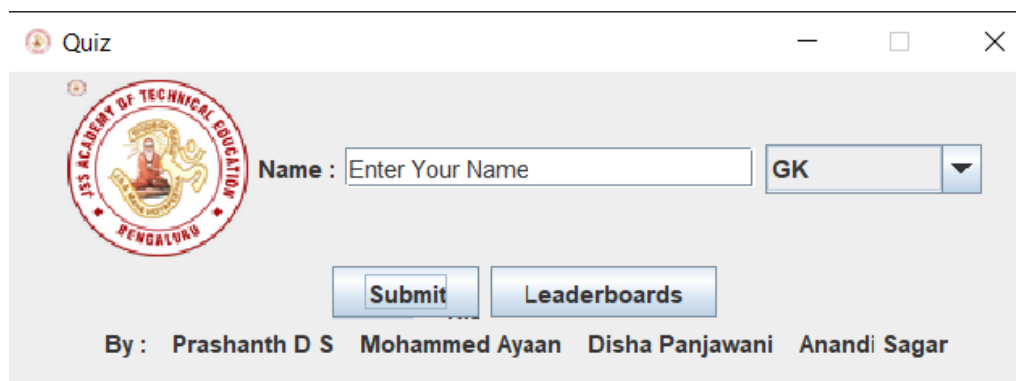 Quiz
JSS ACADEMY OF TECHNICAL EDUCATION
BENGALURU
Name : Enter Your Name GK
Submit Leaderboards
By : Prashanth D S Mohammed Ayaan Disha Panjawani Anandi Sagar